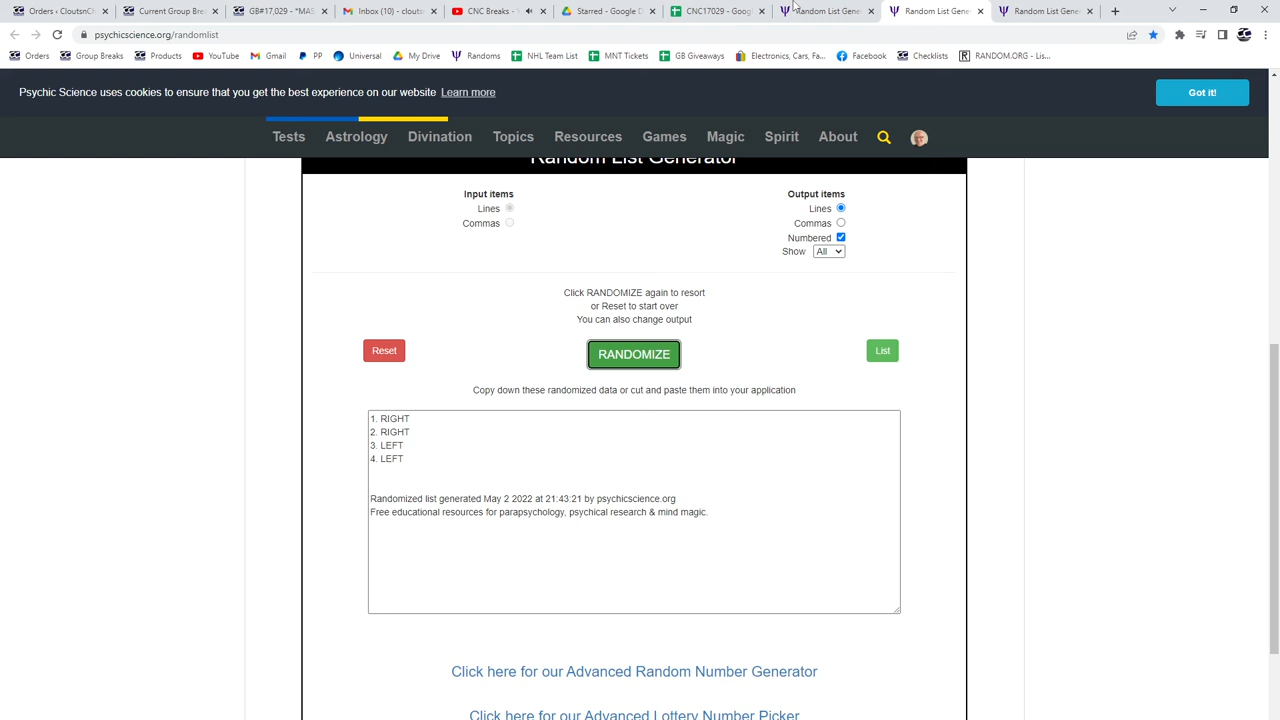 Orders ‹ CloutsnCh
Current Group Brea
GB#17,029 - *MAS
Inbox (10) - clouts
CNC Breaks -
Starred - Google D
CNC17029 - Goog
Random List Gene
Random List Gene
Random List Gene
psychicscience.org/randomlist
Orders
Group Breaks
Products
YouTube
Gmail
PP
Universal
My Drive
Randoms
NHL Team List
MNT Tickets
GB Giveaways
Electronics, Cars, Fa...
Facebook
Checklists
RANDOM.ORG - Lis...
Psychic Science uses cookies to ensure that you get the best experience on our website Learn more
Got it!
Tests Astrology Divination Topics Resources Games Magic Spirit About
Random List Generator
Input items
Lines
Commas
Output items
Lines
Commas
Numbered
Show All
Click RANDOMIZE again to resort
or Reset to start over
You can also change output
Reset
RANDOMIZE
List
Copy down these randomized data or cut and paste them into your application
1. RIGHT
2. RIGHT
3. LEFT
4. LEFT
Randomized list generated May 2 2022 at 21:43:21 by psychicscience.org
Free educational resources for parapsychology, psychical research & mind magic.
Click here for our Advanced Random Number Generator
Click here for our Advanced Lottery Number Picker